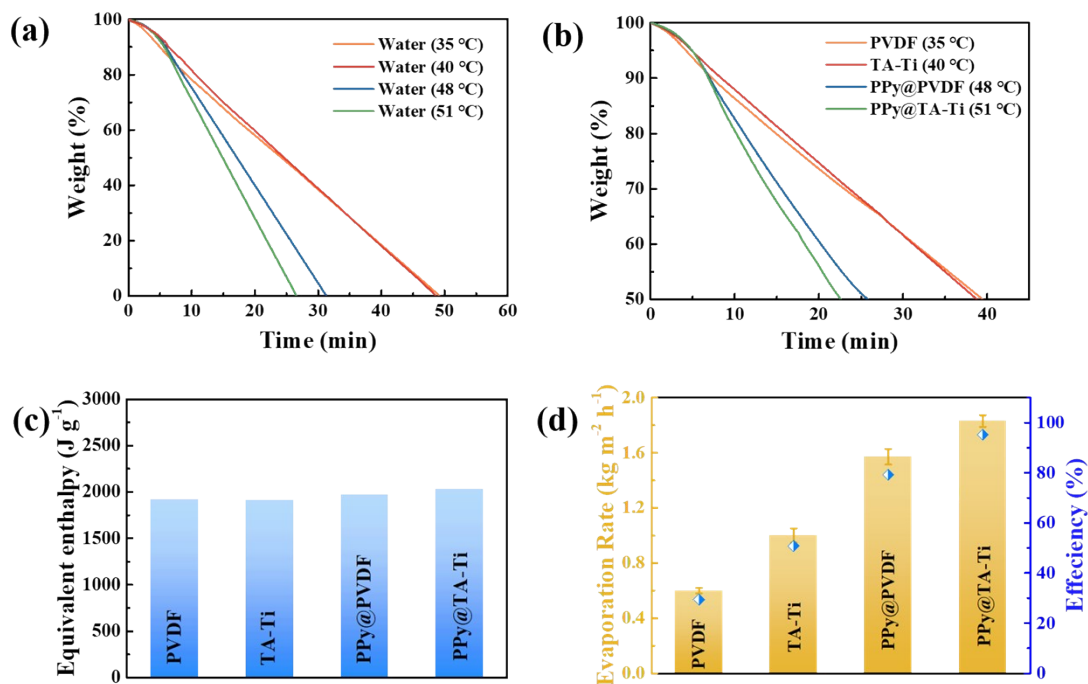 (a)
Weight (%)
100
80
60
40
20
0
Water (35 ℃)
Water (40 ℃)
Water (48 ℃)
Water (51 ℃)
0 10 20 30 40 50 60
Time (min)
(b)
Weight (%)
100
90
80
70
60
50
PVDF (35 ℃)
TA-Ti (40 ℃)
PPy@PVDF (48 ℃)
PPy@TA-Ti (51 ℃)
0 10 20 30 40
Time (min)
(c)
Equivalent enthalpy (J g⁻¹)
3000
2500
2000
1500
1000
500
0
PVDF
TA-Ti
PPy@PVDF
PPy@TA-Ti
(d)
Evaporation Rate (kg m⁻² h⁻¹)
2.0
1.6
1.2
0.8
0.4
0.0
PVDF
TA-Ti
PPy@PVDF
PPy@TA-Ti
100
80
60
40
20
0
Effeciency (%)